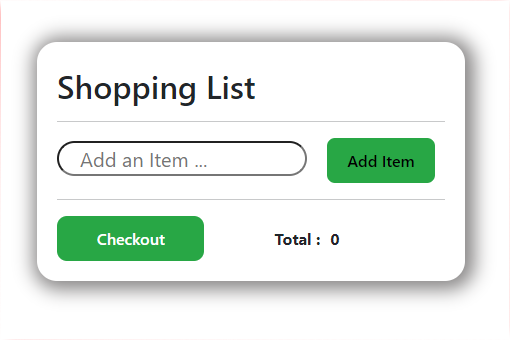 Shopping List
Add an Item ...
Add Item
Checkout
Total : 0